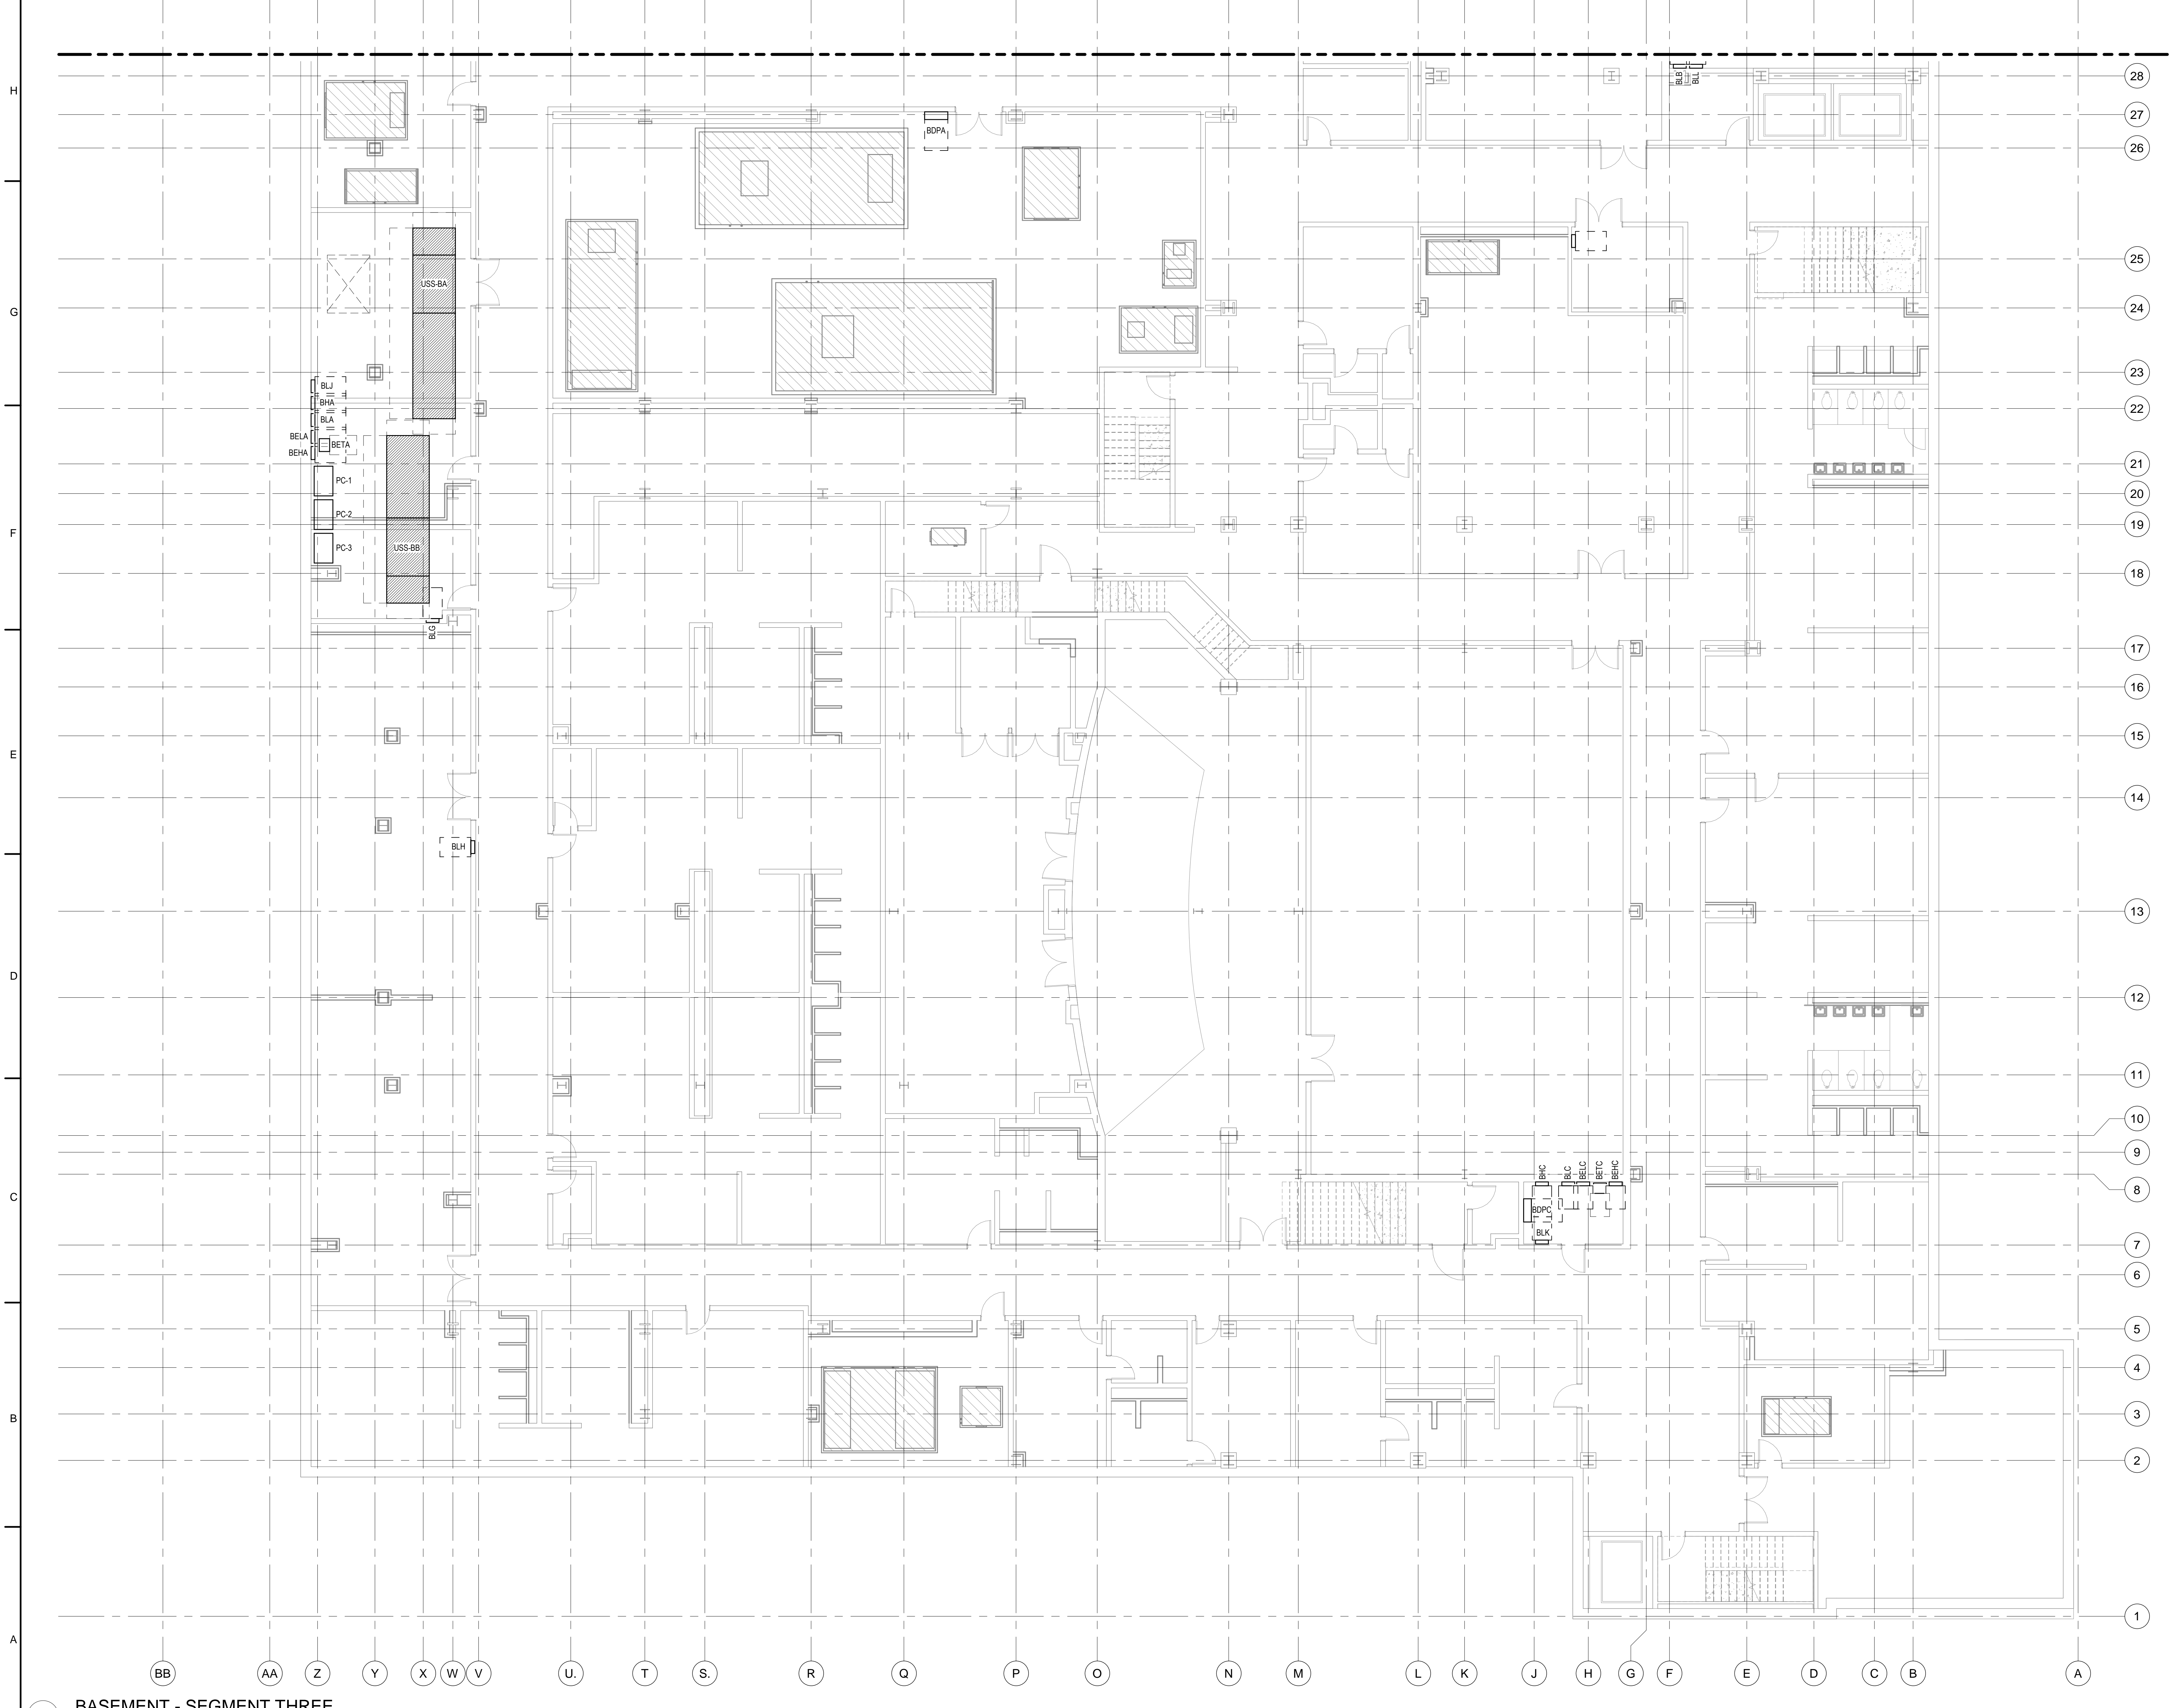 H
28
BLB
BLL
27
BDPA
26
25
USS-BA
G
24
23
BLJ
BHA
22
BLA
BELA
BETA
BEHA
21
PC-1
20
PC-2
19
F
PC-3
USS-BB
18
BLG
17
16
15
E
14
BLH
13
D
12
11
10
9
BHC
BLC
BELC
BETC
BEHC
8
C
BDPC
BLK
7
6
5
4
B
3
2
1
A
BB
AA
Z
Y
X
W
V
U.
T
S.
R
Q
P
O
N
M
L
K
J
H
G
F
E
D
C
B
A
BASEMENT - SEGMENT THREE